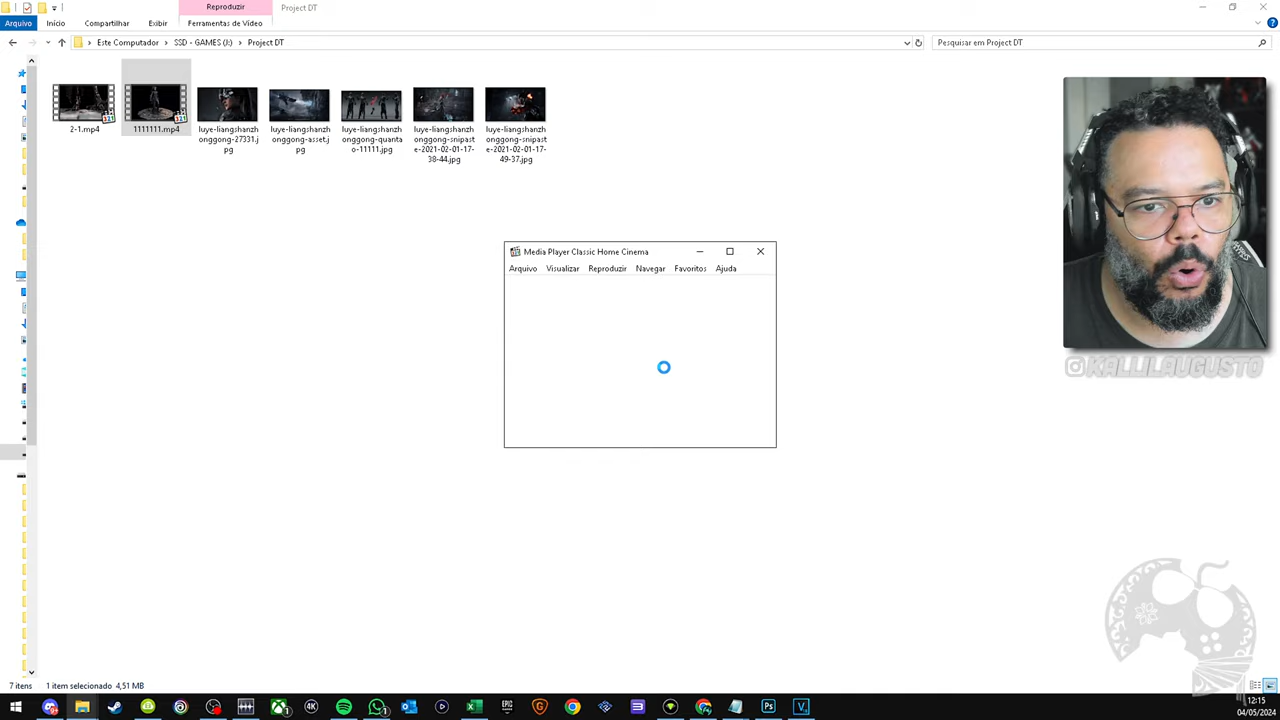 Reproduzir
Project DT
Arquivo
Início
Compartilhar
Exibir
Ferramentas de Vídeo
Este Computador
SSD - GAMES (J:)
Project DT
Pesquisar em Project DT
2-1.mp4
1111111.mp4
luye-liangshanzh
onggong-27331.j
pg
luye-liangshanzh
onggong-asset.j
pg
luye-liangshanzh
onggong-quanta
o-11111.jpg
luye-liangshanzh
onggong-snipast
e-2021-02-01-17-
38-44.jpg
luye-liangshanzh
onggong-snipast
e-2021-02-01-17-
49-37.jpg
Media Player Classic Home Cinema
Arquivo
Visualizar
Reproduzir
Navegar
Favoritos
Ajuda
@KALLILAUGUSTO
7 itens
1 item selecionado 4,51 MB
4K
EPIC
12:15
04/05/2024